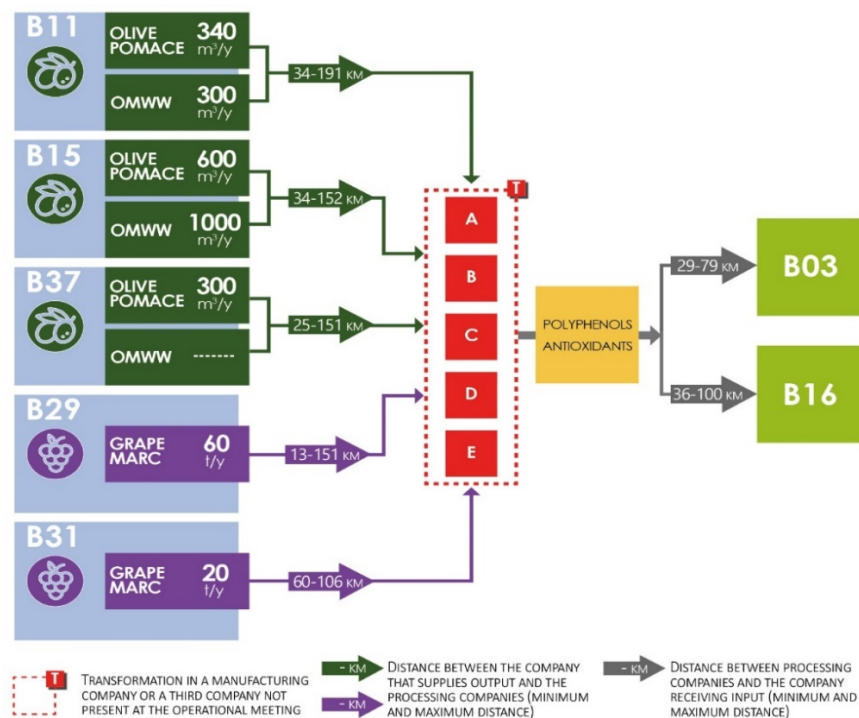 B11
OLIVE
POMACE
340
m³/y
OMWW
300
m³/y
34-191 KM
B15
OLIVE
POMACE
600
m³/y
OMWW
1000
m³/y
34-152 KM
B37
OLIVE
POMACE
300
m³/y
OMWW
-------
25-151 KM
B29
GRAPE
MARC
60
t/y
13-151 KM
B31
GRAPE
MARC
20
t/y
60-106 KM
T
A
B
C
D
E
POLYPHENOLS
ANTIOXIDANTS
29-79 KM
B03
36-100 KM
B16
T
TRANSFORMATION IN A MANUFACTURING
COMPANY OR A THIRD COMPANY NOT
PRESENT AT THE OPERATIONAL MEETING
- KM
- KM
DISTANCE BETWEEN THE COMPANY
THAT SUPPLIES OUTPUT AND THE
PROCESSING COMPANIES (MINIMUM
AND MAXIMUM DISTANCE)
- KM
DISTANCE BETWEEN PROCESSING
COMPANIES AND THE COMPANY
RECEIVING INPUT (MINIMUM AND
MAXIMUM DISTANCE)